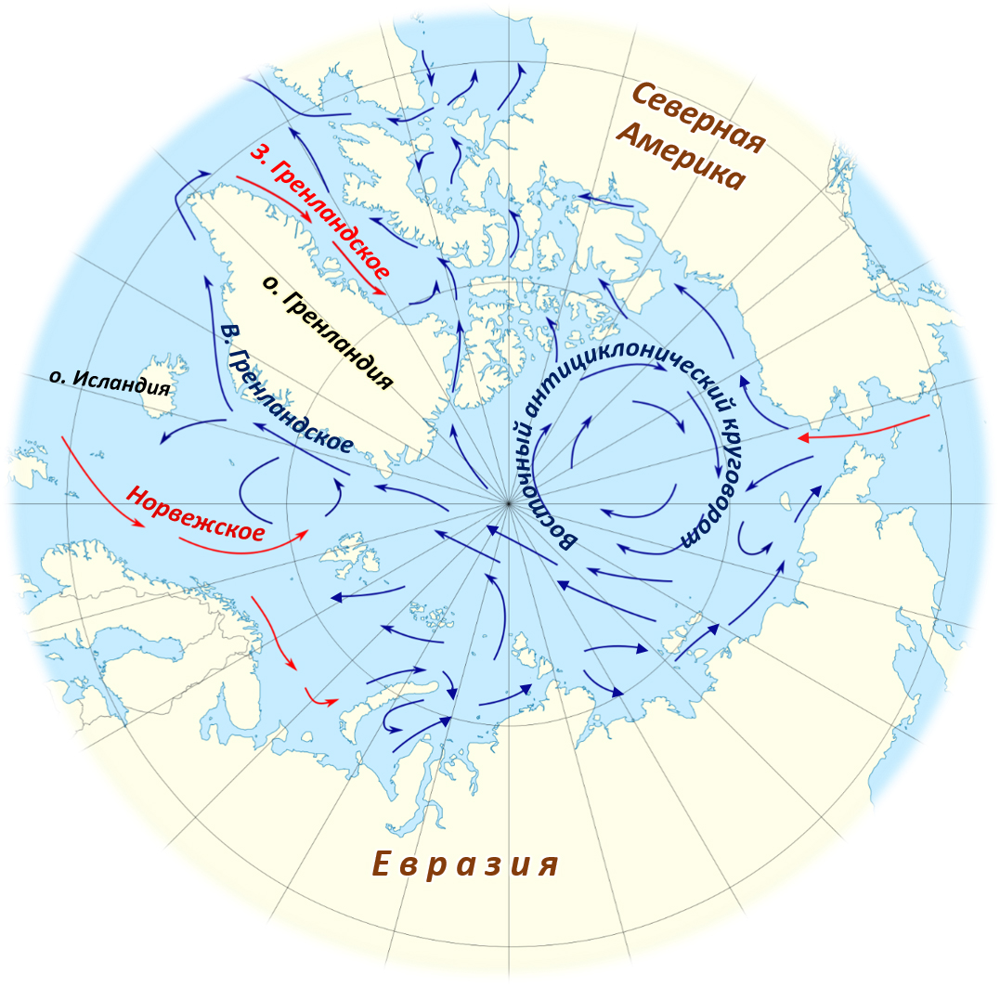 Северная
Америка
З. Гренландское
о. Гренландия
В. Гренландское
о. Исландия
Восточный антициклонический круговорот
Норвежское
Евразия